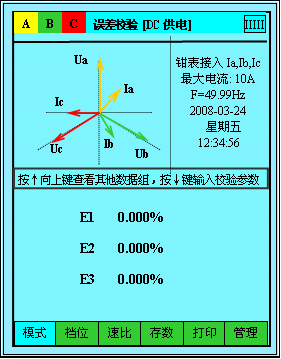 A B C 误差校验 [DC 供电]
Ua
Ia
Ic
Ib
Uc
Ub
钳表接入 Ia,Ib,Ic
最大电流: 10A
F=49.99Hz
2008-03-24
星期五
12:34:56
按↑向上键查看其他数据组，按↓键输入校验参数
E1 0.000%
E2 0.000%
E3 0.000%
模式 档位 速比 存数 打印 管理